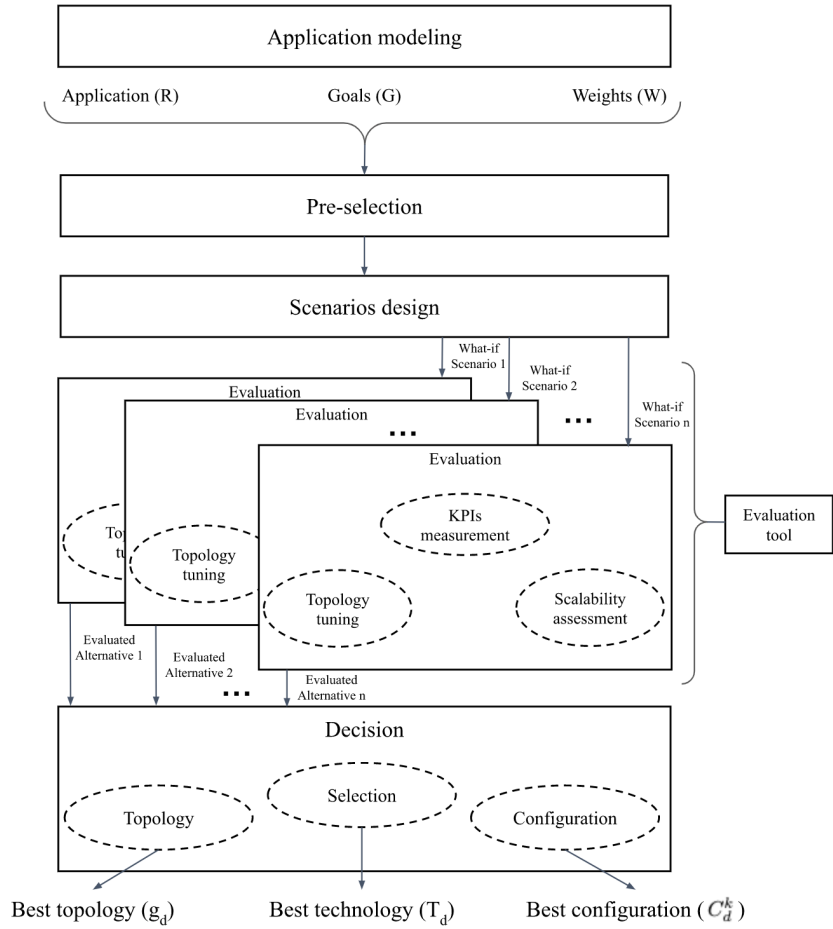 Application modeling
Application (R)
Goals (G)
Weights (W)
Pre-selection
Scenarios design
What-if
Scenario 1
What-if
Scenario 2
What-if
Scenario n
...
Evaluation
Evaluation
...
Evaluation
KPIs
measurement
Topology
tuning
Topology
tuning
Scalability
assessment
Evaluation
tool
Evaluated
Alternative 1
Evaluated
Alternative 2
...
Evaluated
Alternative n
Decision
Topology
Selection
Configuration
Best topology (g_d)
Best technology (T_d)
Best configuration (C_d^k)